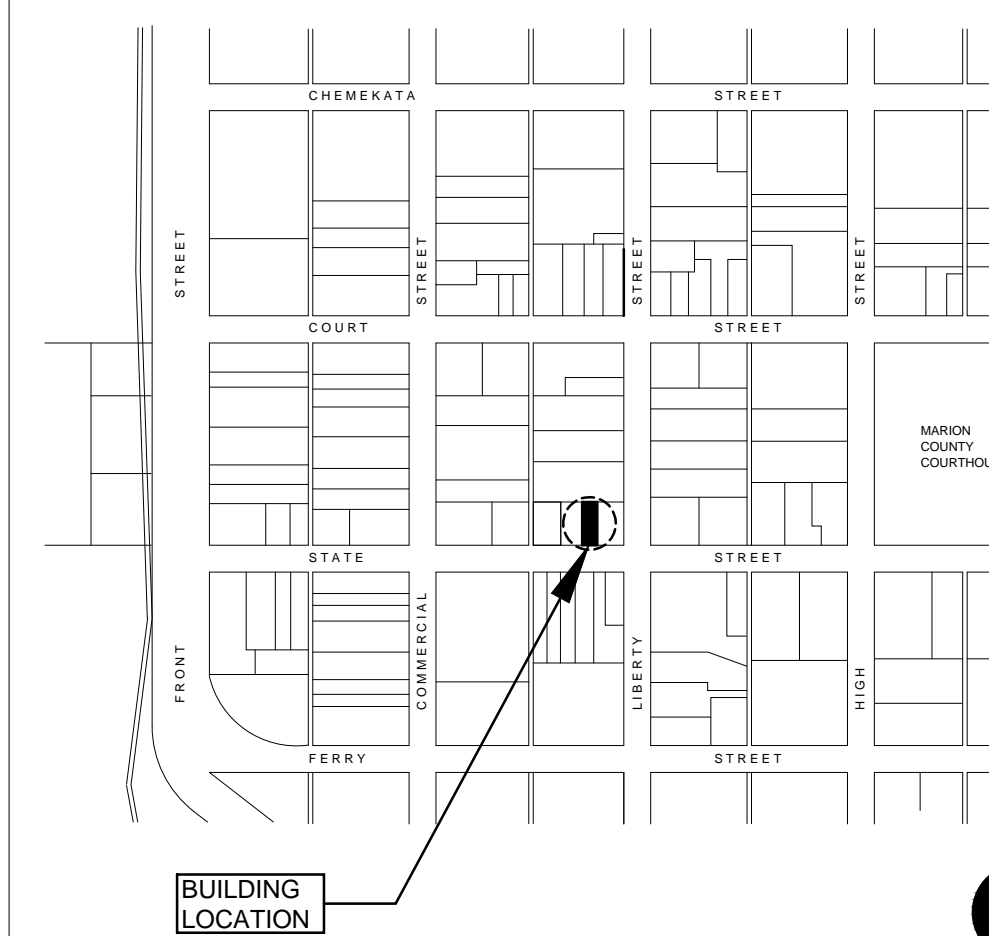 CHEMEKATA STREET
STREET
STREET
STREET
STREET
COURT STREET
MARION
COUNTY
COURTHOU
STATE STREET
FRONT
COMMERCIAL
LIBERTY
HIGH
FERRY STREET
BUILDING
LOCATION